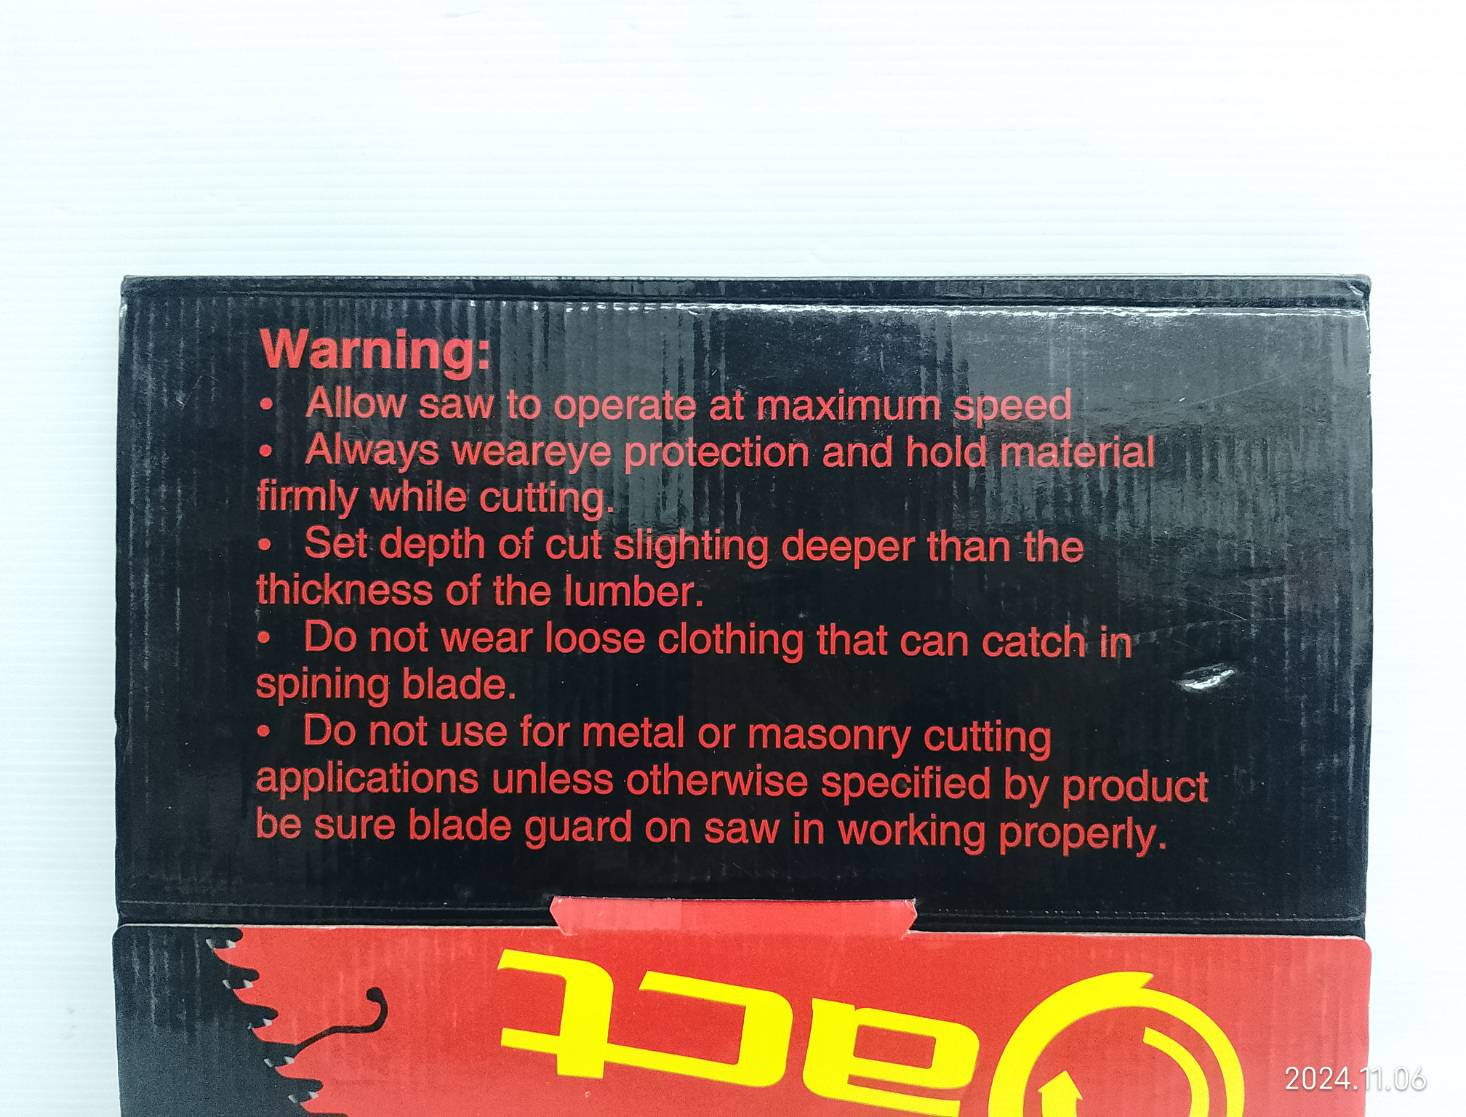 Warning:
• Allow saw to operate at maximum speed
• Always weareye protection and hold material
firmly while cutting.
• Set depth of cut slighting deeper than the
thickness of the lumber.
• Do not wear loose clothing that can catch in
spining blade.
• Do not use for metal or masonry cutting
applications unless otherwise specified by product
be sure blade guard on saw in working properly.
2024.11.06